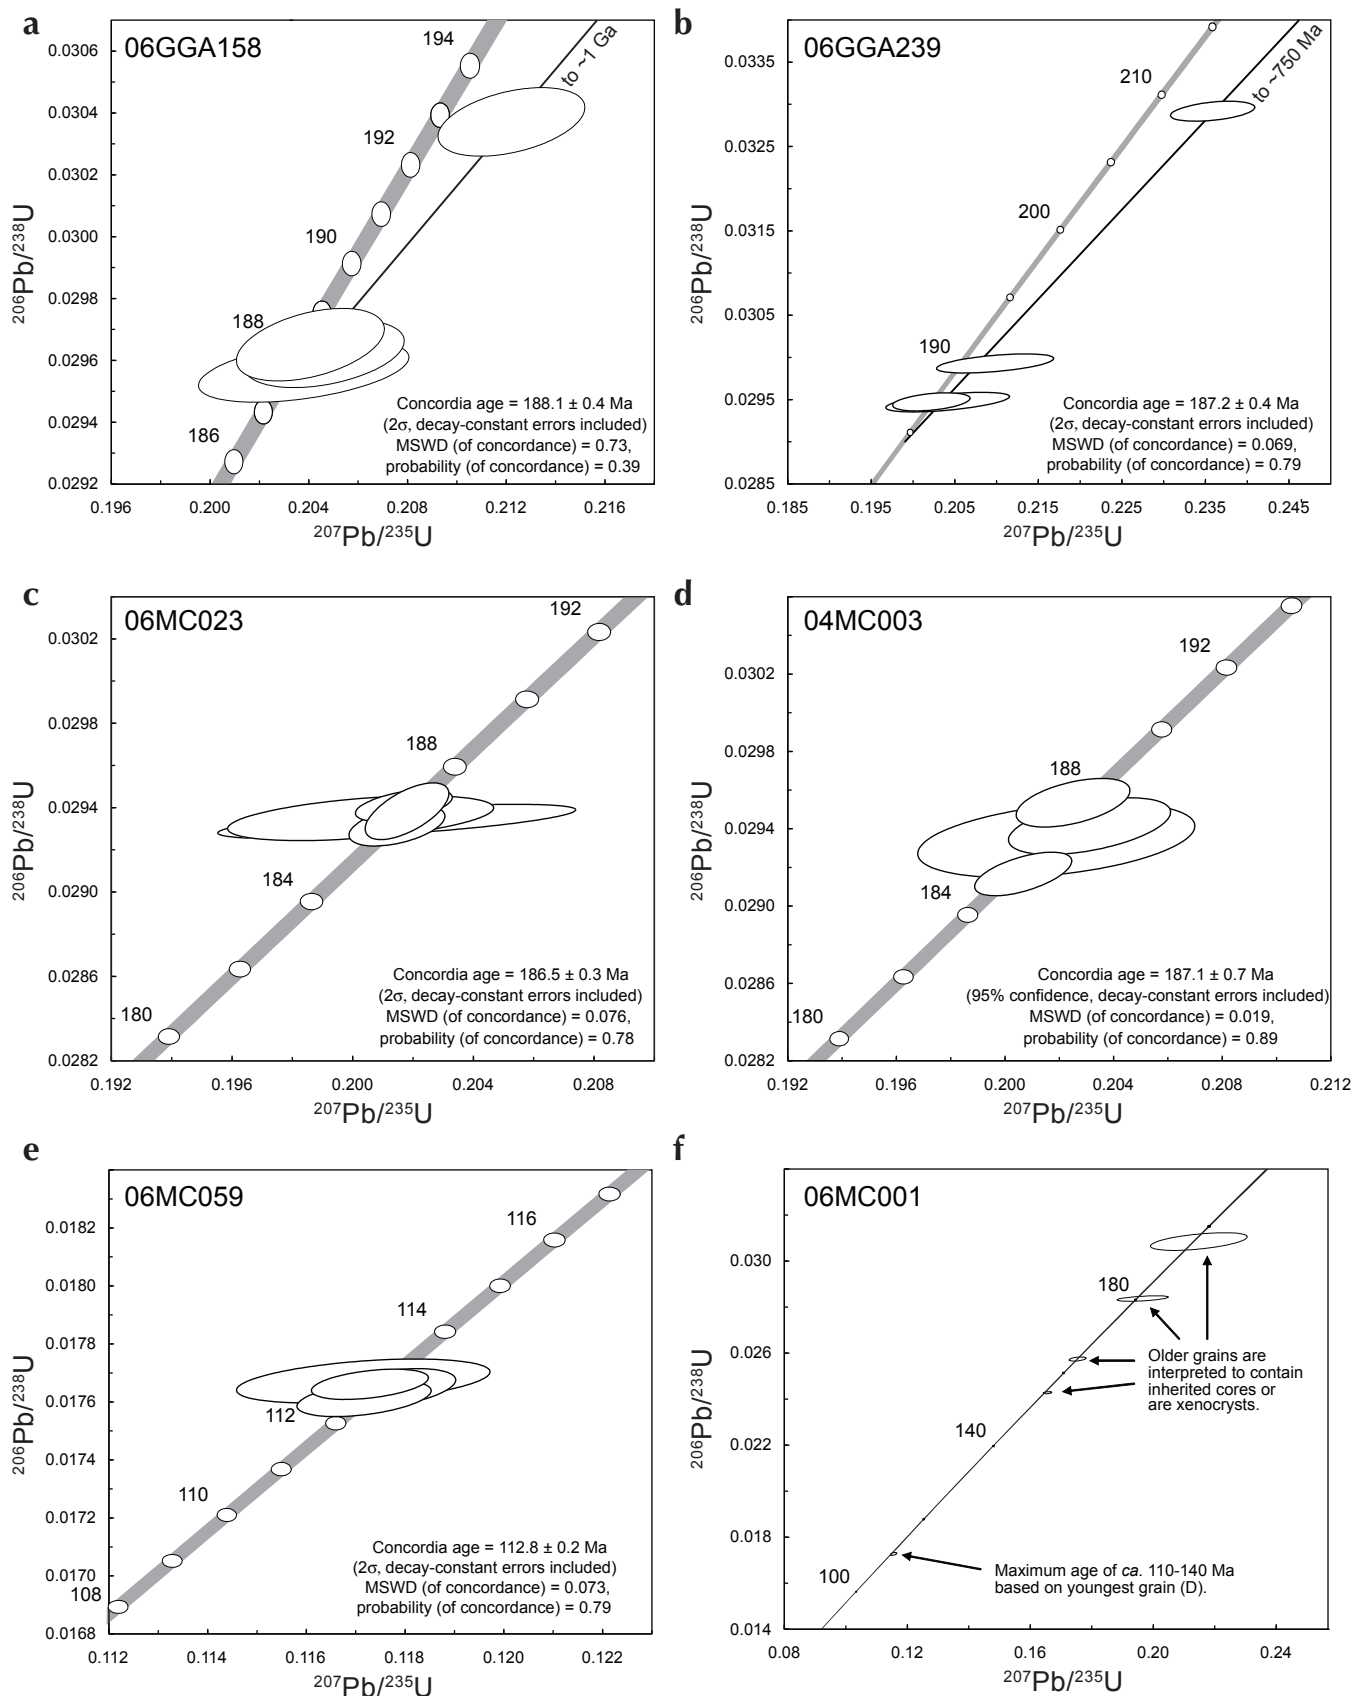 a
06GGA158
0.0306
0.0304
0.0302
0.0300
0.0298
0.0296
0.0294
0.0292
206Pb/238U
194
192
190
188
186
to ~1 Ga
Concordia age = 188.1 ± 0.4 Ma
(2σ, decay-constant errors included)
MSWD (of concordance) = 0.73,
probability (of concordance) = 0.39
0.196 0.200 0.204 0.208 0.212 0.216
207Pb/235U
b
06GGA239
0.0335
0.0325
0.0315
0.0305
0.0295
0.0285
206Pb/238U
210
200
190
to ~750 Ma
Concordia age = 187.2 ± 0.4 Ma
(2σ, decay-constant errors included)
MSWD (of concordance) = 0.069,
probability (of concordance) = 0.79
0.185 0.195 0.205 0.215 0.225 0.235 0.245
207Pb/235U
c
06MC023
0.0302
0.0298
0.0294
0.0290
0.0286
0.0282
206Pb/238U
192
188
184
180
Concordia age = 186.5 ± 0.3 Ma
(2σ, decay-constant errors included)
MSWD (of concordance) = 0.076,
probability (of concordance) = 0.78
0.192 0.196 0.200 0.204 0.208
207Pb/235U
d
04MC003
0.0302
0.0298
0.0294
0.0290
0.0286
0.0282
206Pb/238U
192
188
184
180
Concordia age = 187.1 ± 0.7 Ma
(95% confidence, decay-constant errors included)
MSWD (of concordance) = 0.019,
probability (of concordance) = 0.89
0.192 0.196 0.200 0.204 0.208 0.212
207Pb/235U
e
06MC059
0.0182
0.0180
0.0178
0.0176
0.0174
0.0172
0.0170
0.0168
206Pb/238U
116
114
112
110
108
Concordia age = 112.8 ± 0.2 Ma
(2σ, decay-constant errors included)
MSWD (of concordance) = 0.073,
probability (of concordance) = 0.79
0.112 0.114 0.116 0.118 0.120 0.122
207Pb/235U
f
06MC001
0.030
0.026
0.022
0.018
0.014
206Pb/238U
180
140
100
Older grains are
interpreted to contain
inherited cores or
are xenocrysts.
Maximum age of ca. 110-140 Ma
based on youngest grain (D).
0.08 0.12 0.16 0.20 0.24
207Pb/235U